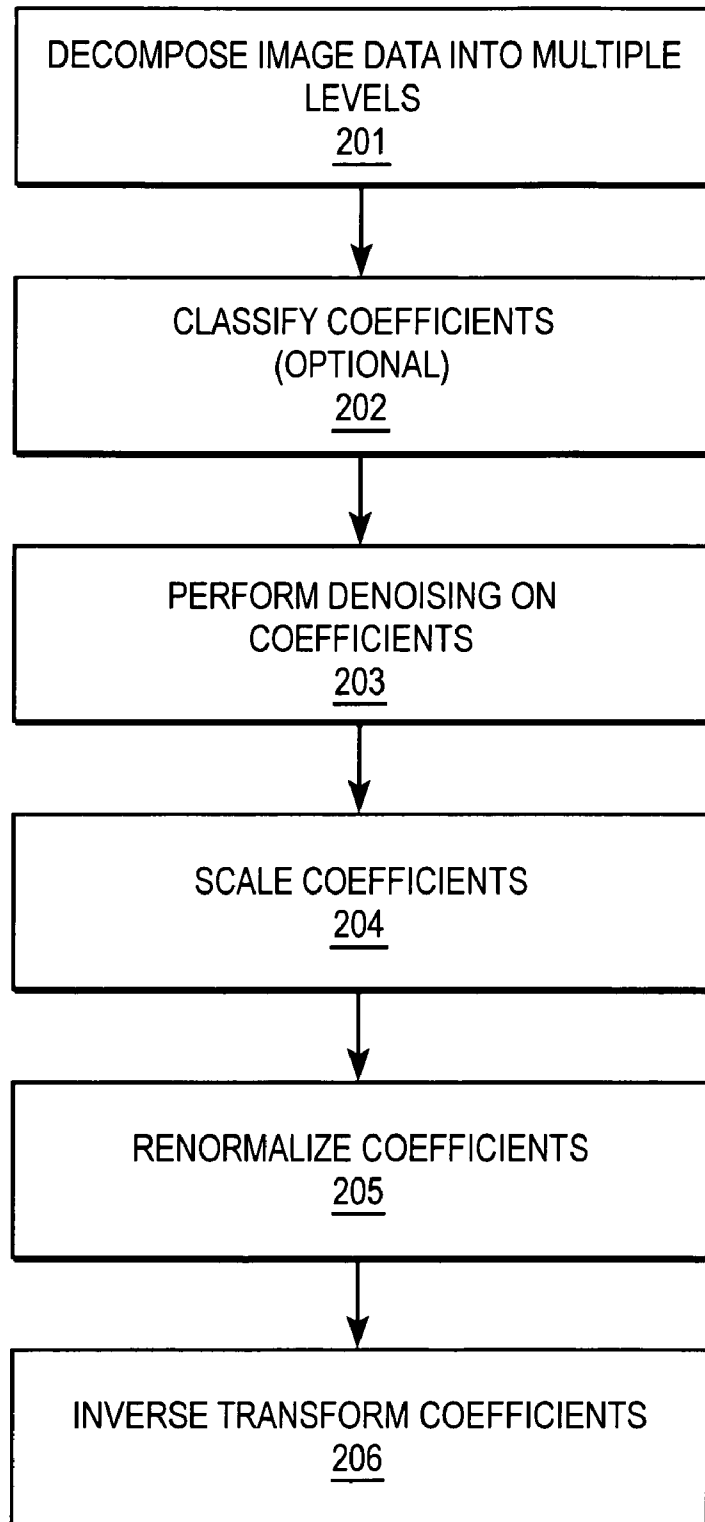 DECOMPOSE IMAGE DATA INTO MULTIPLE
LEVELS
201
CLASSIFY COEFFICIENTS
(OPTIONAL)
202
PERFORM DENOISING ON
COEFFICIENTS
203
SCALE COEFFICIENTS
204
RENORMALIZE COEFFICIENTS
205
INVERSE TRANSFORM COEFFICIENTS
206